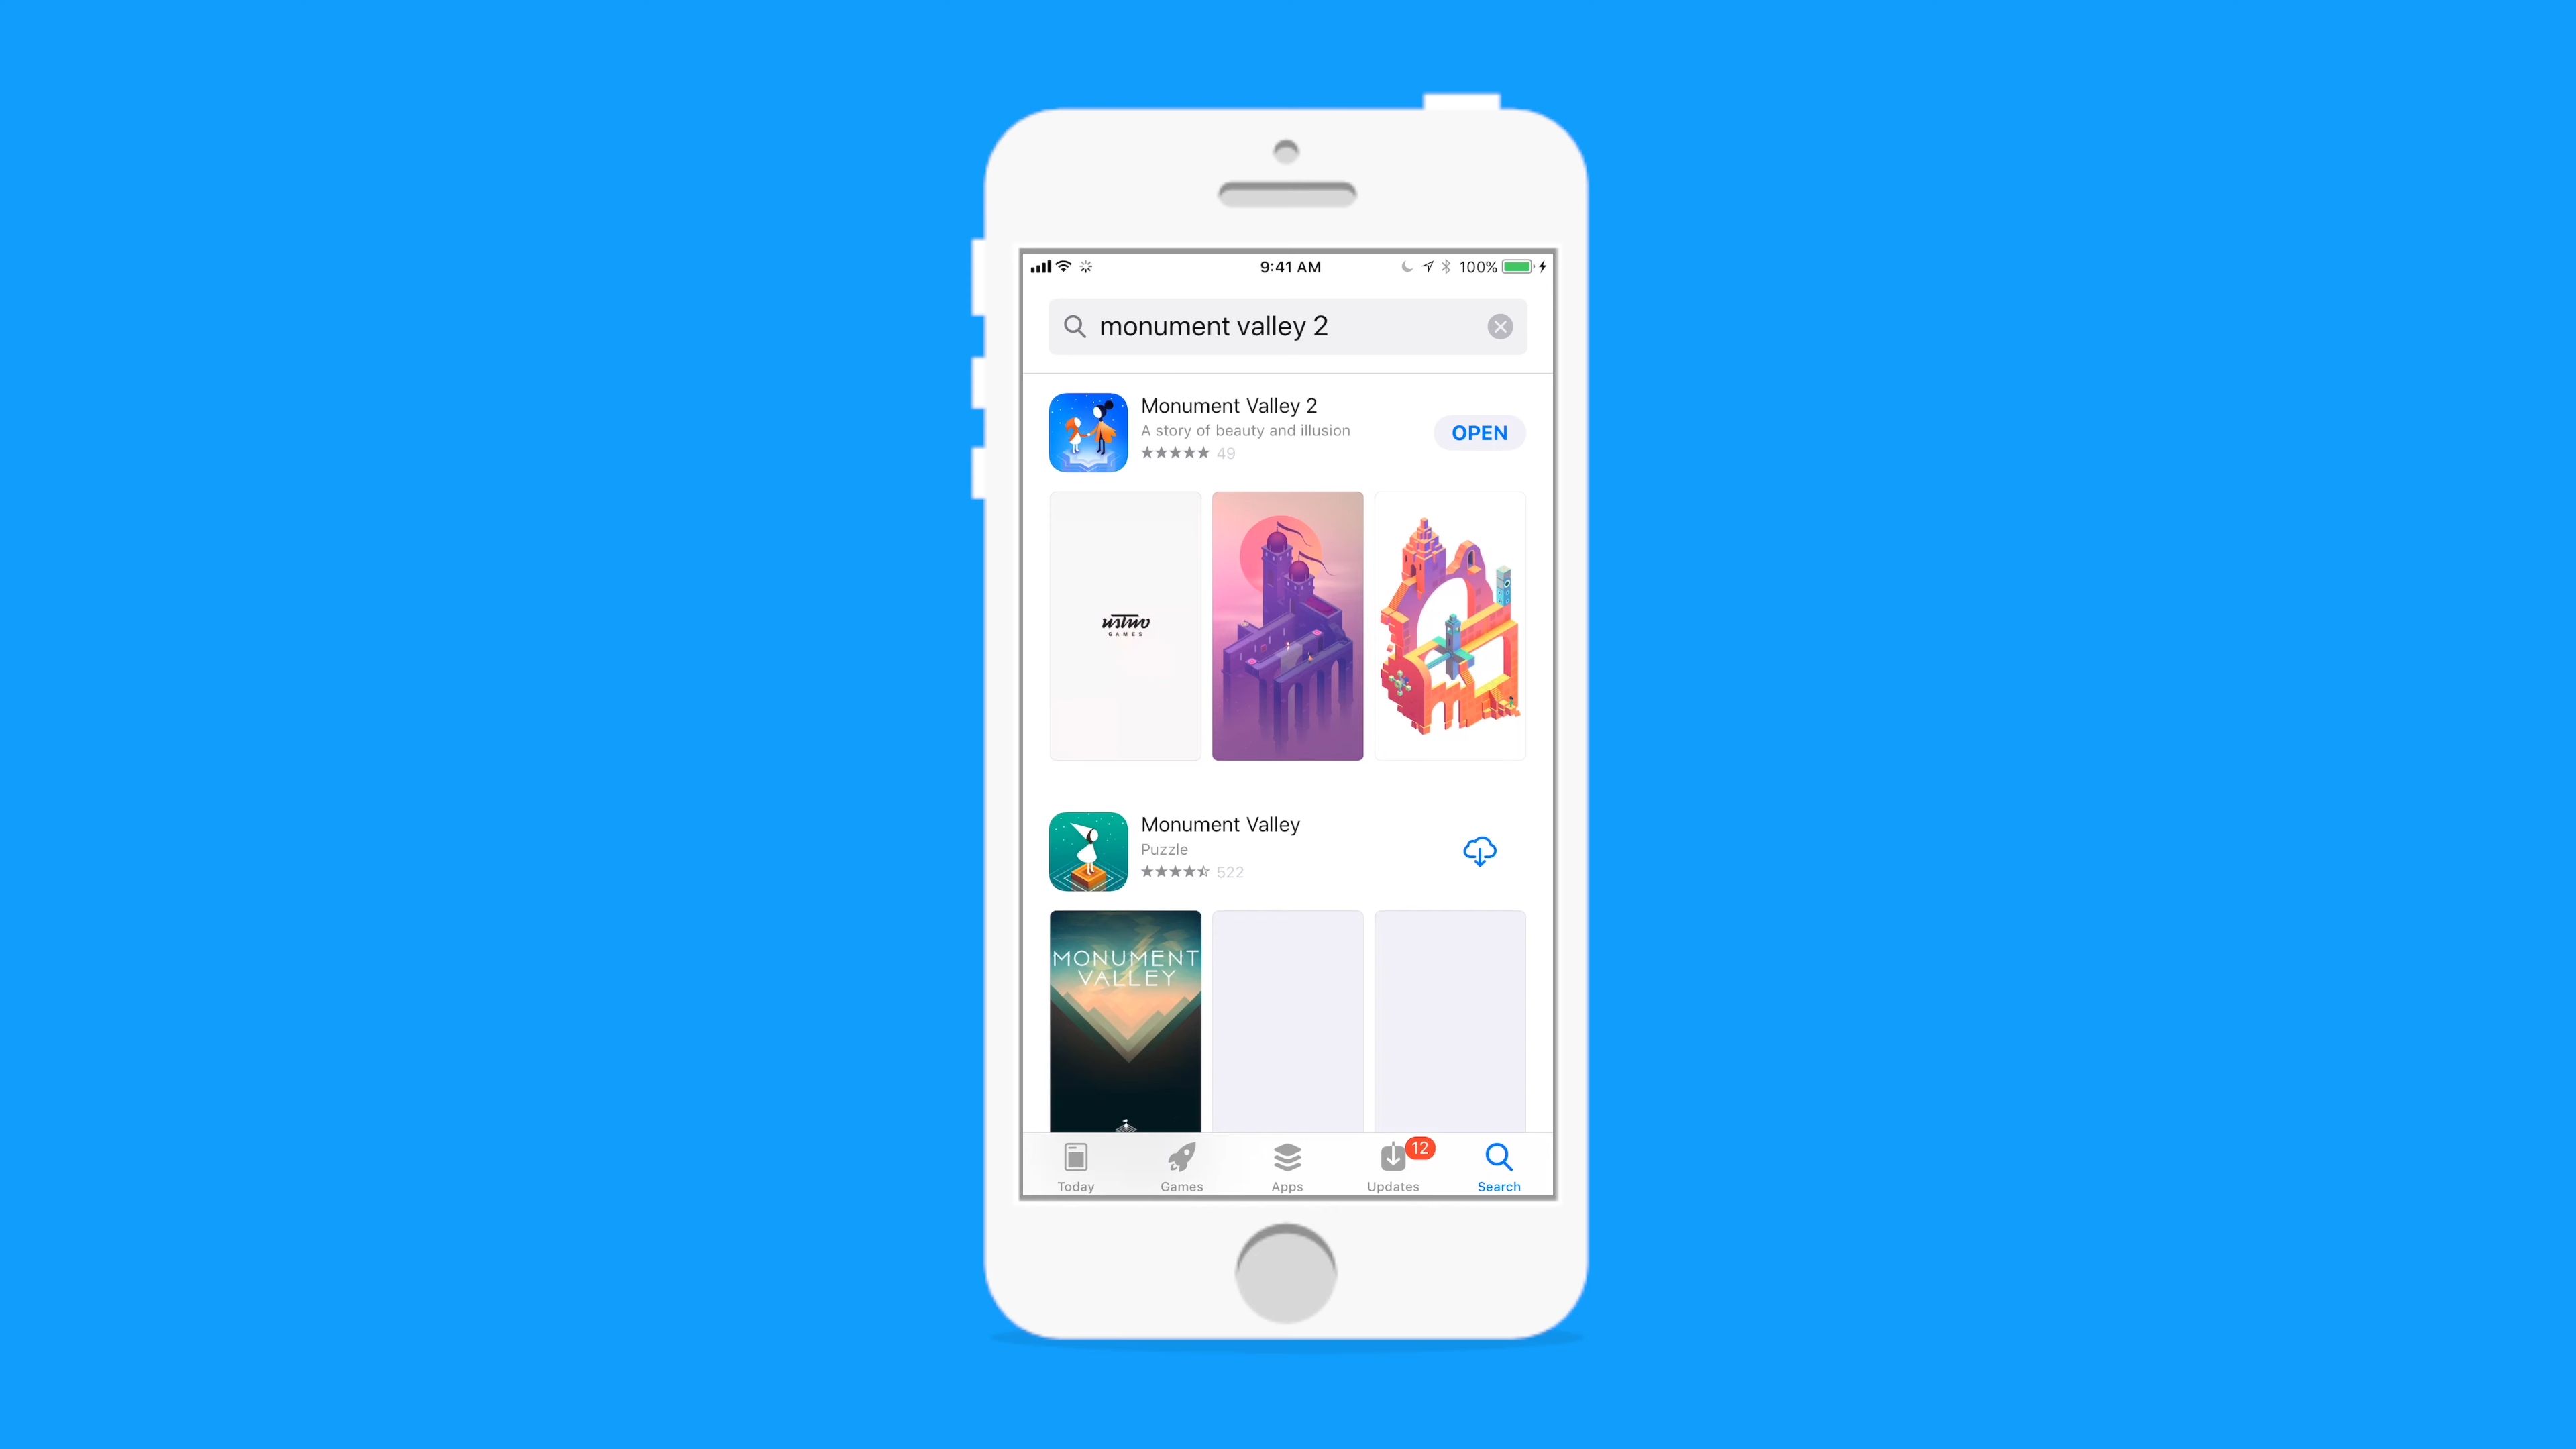 9:41 AM
100%
monument valley 2
Monument Valley 2
A story of beauty and illusion
OPEN
49
ustwo
GAMES
Monument Valley
Puzzle
522
MONUMENT
VALLEY
12
Today
Games
Apps
Updates
Search